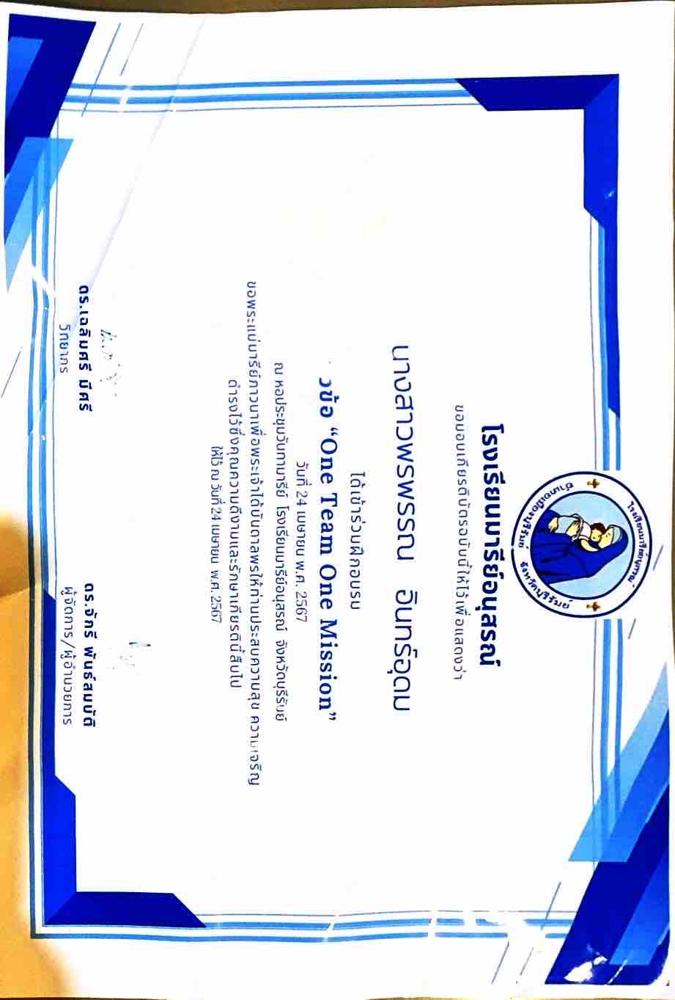 โรงเรียนมารีย์อนุสรณ์ จังหวัดบุรีรัมย์
โรงเรียนมารีย์อนุสรณ์
ขอมอบเกียรติบัตรฉบับนี้ให้ไว้เพื่อแสดงว่า
นางสาวพรพรรณ อินทร์อุดม
ได้เข้าร่วมฝึกอบรม
วข้อ “One Team One Mission”
วันที่ 24 เมษายน พ.ศ. 2567
ณ หอประชุมวันทามารีย์ โรงเรียนมารีย์อนุสรณ์ จังหวัดบุรีรัมย์
ขอพระแม่มารีย์ภาวนาเพื่อพระเจ้าได้บันดาลพรให้ท่านประสบความสุข ความเจริญ
ดำรงไว้ซึ่งคุณความดีงามและรักษาเกียรตินี้สืบไป
ให้ไว้ ณ วันที่ 24 เมษายน พ.ศ. 2567
ดร.เฉลิมศรี มีศรี
วิทยากร
ดร.อักรี พันธ์สมบัติ
ผู้จัดการ/ผู้อำนวยการ